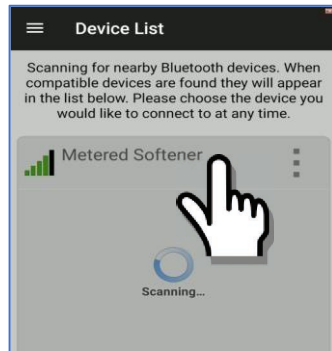 Device List
Scanning for nearby Bluetooth devices. When
compatible devices are found they will appear
in the list below. Please choose the device you
would like to connect to at any time.
Metered Softener
Scanning...